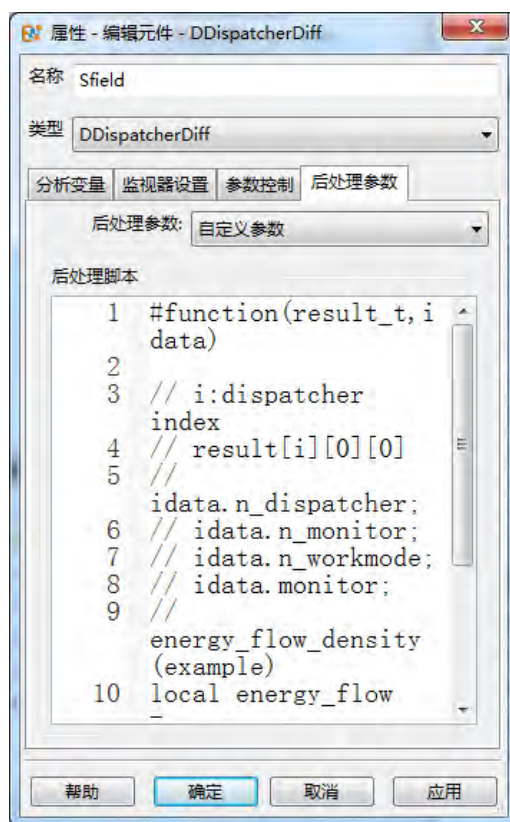 属性 - 编辑元件 - DDispatcherDiff
名称 Sfield
类型 DDispatcherDiff
分析变量 监视器设置 参数控制 后处理参数
后处理参数: 自定义参数
后处理脚本
1 #function(result_t, i
data)
2
3 // i:dispatcher
index
4 // result[i][0][0]
5 //
idata.n_dispatcher;
6 // idata.n_monitor;
7 // idata.n_workmode;
8 // idata.monitor;
9 //
energy_flow_density
(example)
10 local energy_flow
帮助 确定 取消 应用